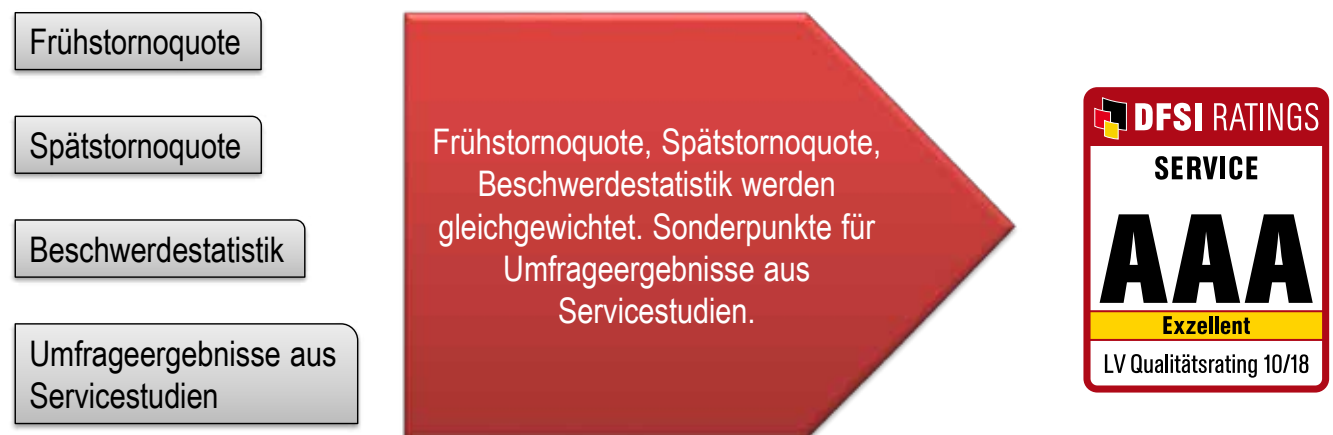 Frühstornoquote
Spätstornoquote
Beschwerdestatistik
Umfrageergebnisse aus
Servicestudien
Frühstornoquote, Spätstornoquote,
Beschwerdestatistik werden
gleichgewichtet. Sonderpunkte für
Umfrageergebnisse aus
Servicestudien.
DFSI RATINGS
SERVICE
AAA
Exzellent
LV Qualitätsrating 10/18